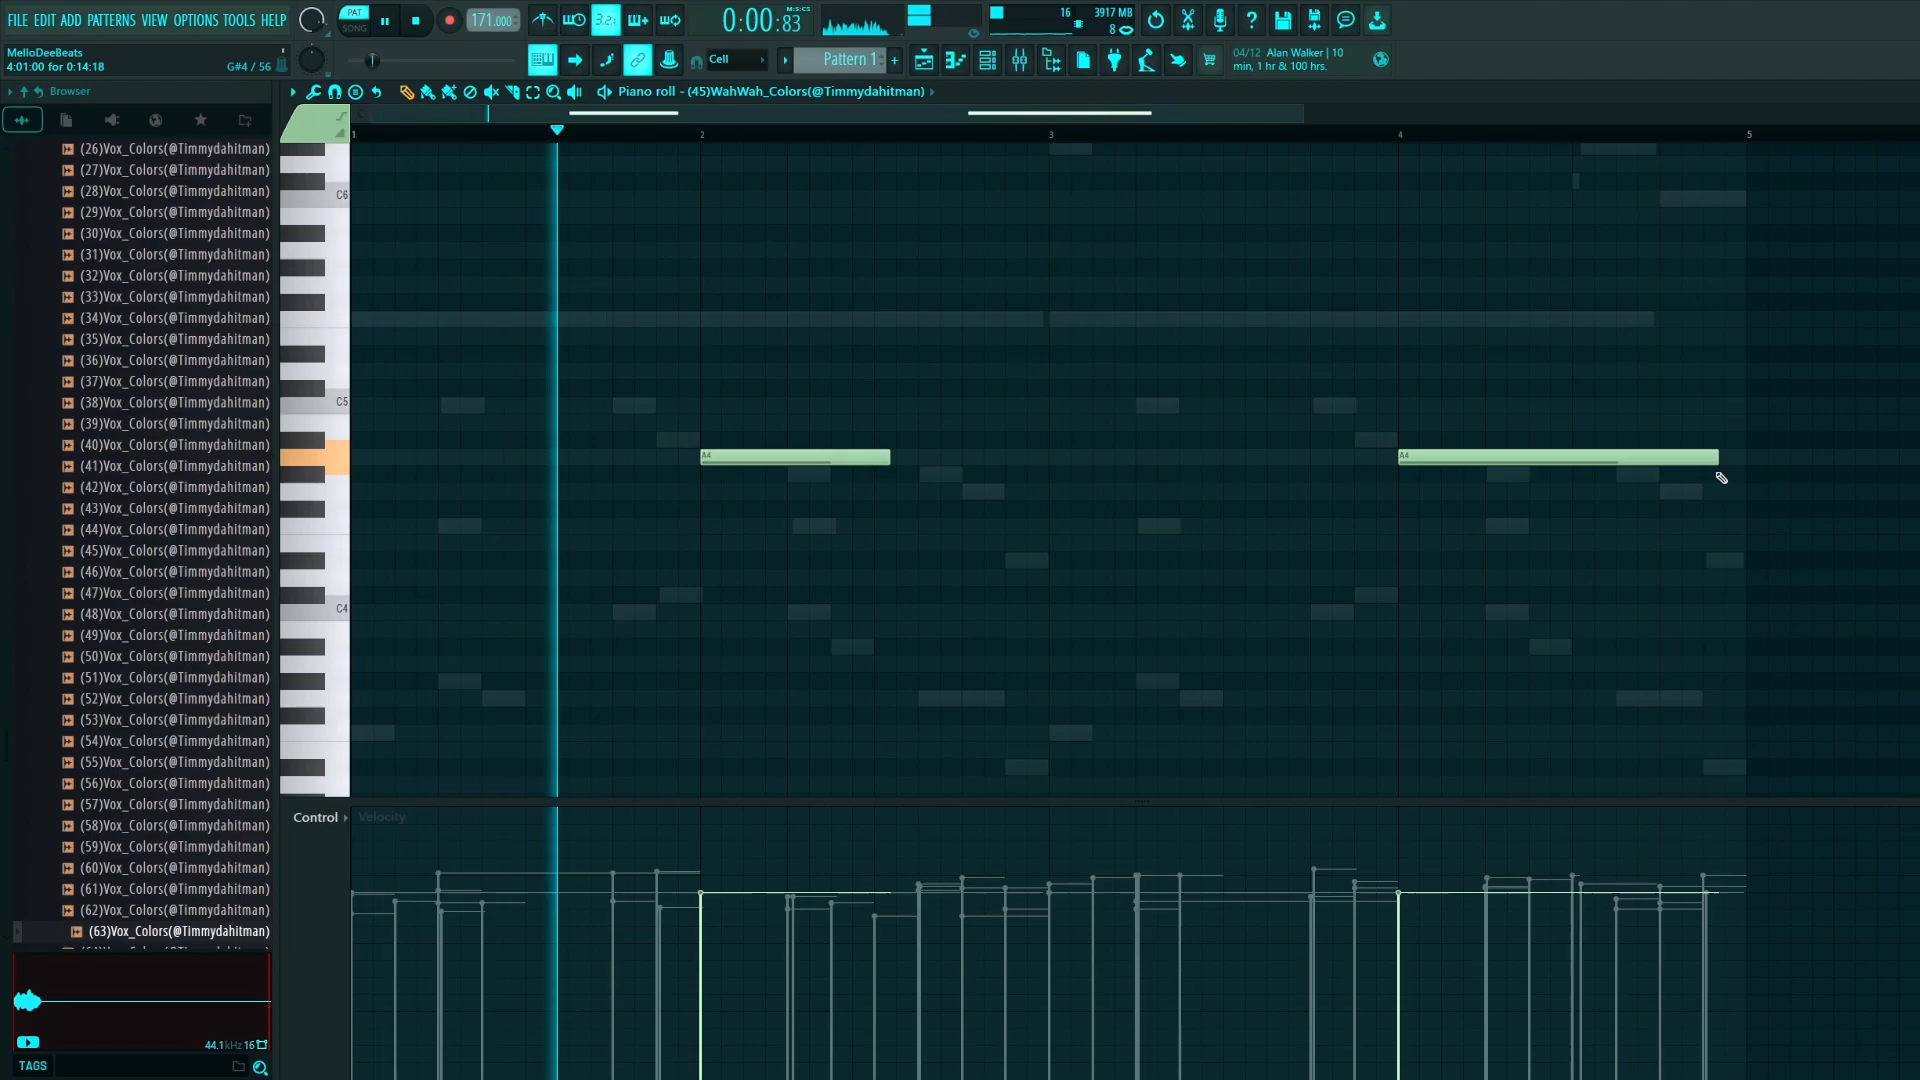 FILE EDIT ADD PATTERNS VIEW OPTIONS TOOLS HELP
MelloDeeBeats
4:01:00 for 0:14:18
G#4 / 56
PAT
SONG
3.2.1
171.000
0:00:83
M:S:CS
16
3917 MB
8
Cell
Pattern 1
04/12 Alan Walker | 10
min, 1 hr & 100 hrs.
Browser
Piano roll - (45)WahWah_Colors(@Timmydahitman)
1
2
3
4
5
(26)Vox_Colors(@Timmydahitman)
(27)Vox_Colors(@Timmydahitman)
(28)Vox_Colors(@Timmydahitman)
(29)Vox_Colors(@Timmydahitman)
(30)Vox_Colors(@Timmydahitman)
(31)Vox_Colors(@Timmydahitman)
(32)Vox_Colors(@Timmydahitman)
(33)Vox_Colors(@Timmydahitman)
(34)Vox_Colors(@Timmydahitman)
(35)Vox_Colors(@Timmydahitman)
(36)Vox_Colors(@Timmydahitman)
(37)Vox_Colors(@Timmydahitman)
(38)Vox_Colors(@Timmydahitman)
(39)Vox_Colors(@Timmydahitman)
(40)Vox_Colors(@Timmydahitman)
(41)Vox_Colors(@Timmydahitman)
(42)Vox_Colors(@Timmydahitman)
(43)Vox_Colors(@Timmydahitman)
(44)Vox_Colors(@Timmydahitman)
(45)Vox_Colors(@Timmydahitman)
(46)Vox_Colors(@Timmydahitman)
(47)Vox_Colors(@Timmydahitman)
(48)Vox_Colors(@Timmydahitman)
(49)Vox_Colors(@Timmydahitman)
(50)Vox_Colors(@Timmydahitman)
(51)Vox_Colors(@Timmydahitman)
(52)Vox_Colors(@Timmydahitman)
(53)Vox_Colors(@Timmydahitman)
(54)Vox_Colors(@Timmydahitman)
(55)Vox_Colors(@Timmydahitman)
(56)Vox_Colors(@Timmydahitman)
(57)Vox_Colors(@Timmydahitman)
(58)Vox_Colors(@Timmydahitman)
(59)Vox_Colors(@Timmydahitman)
(60)Vox_Colors(@Timmydahitman)
(61)Vox_Colors(@Timmydahitman)
(62)Vox_Colors(@Timmydahitman)
(63)Vox_Colors(@Timmydahitman)
C6
C5
A4
A4
C4
Control
Velocity
44.1kHz 16
TAGS